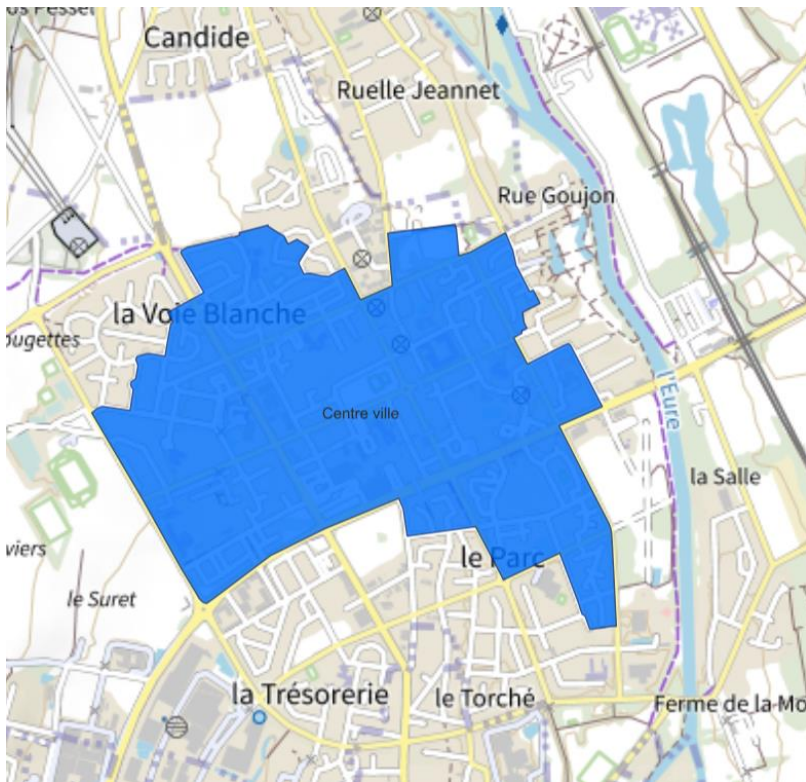 Candide
Ruelle Jeannet
Rue Goujon
la Voie Blanche
ougettes
l'Eure
Centre ville
la Salle
viers
le Parc
le Suret
la Trésorerie
le Torché
Ferme de la Mo